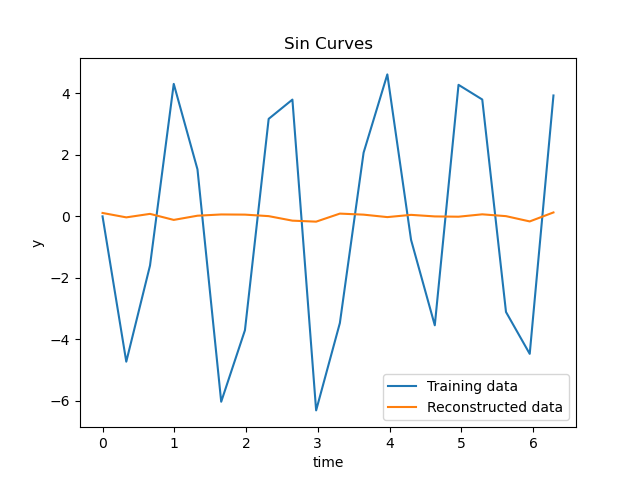 Sin Curves
y
4
2
0
−2
−4
−6
0 1 2 3 4 5 6
time
Training data
Reconstructed data